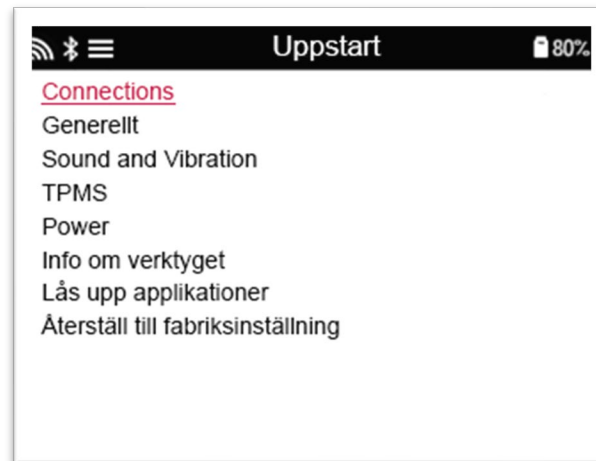 Uppstart
80%
Connections
Generellt
Sound and Vibration
TPMS
Power
Info om verktyget
Lås upp applikationer
Återställ till fabriksinställning